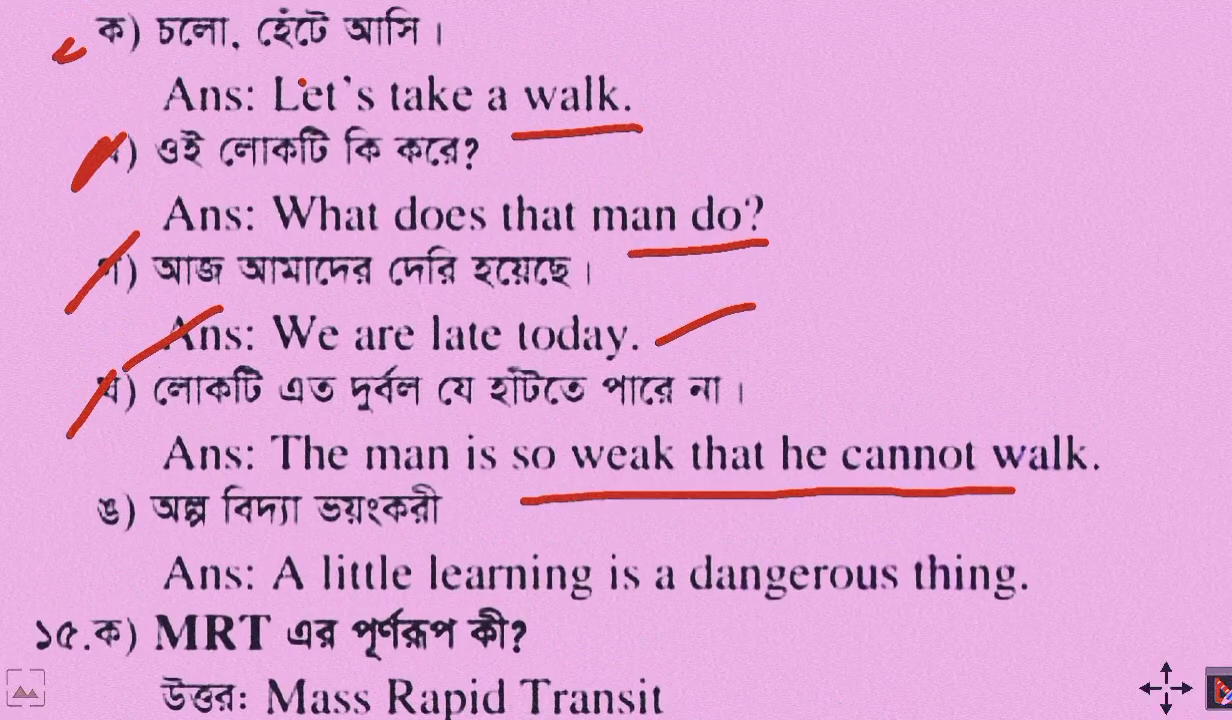 ক) চলো, হেঁটে আসি।
Ans: Let's take a walk.
খ) ওই লোকটি কি করে?
Ans: What does that man do?
গ) আজ আমাদের দেরি হয়েছে।
Ans: We are late today.
ঘ) লোকটি এত দুর্বল যে হাঁটতে পারে না।
Ans: The man is so weak that he cannot walk.
ঙ) অল্প বিদ্যা ভয়ংকরী
Ans: A little learning is a dangerous thing.
১৫.ক) MRT এর পূর্ণরূপ কী?
উত্তর: Mass Rapid Transit